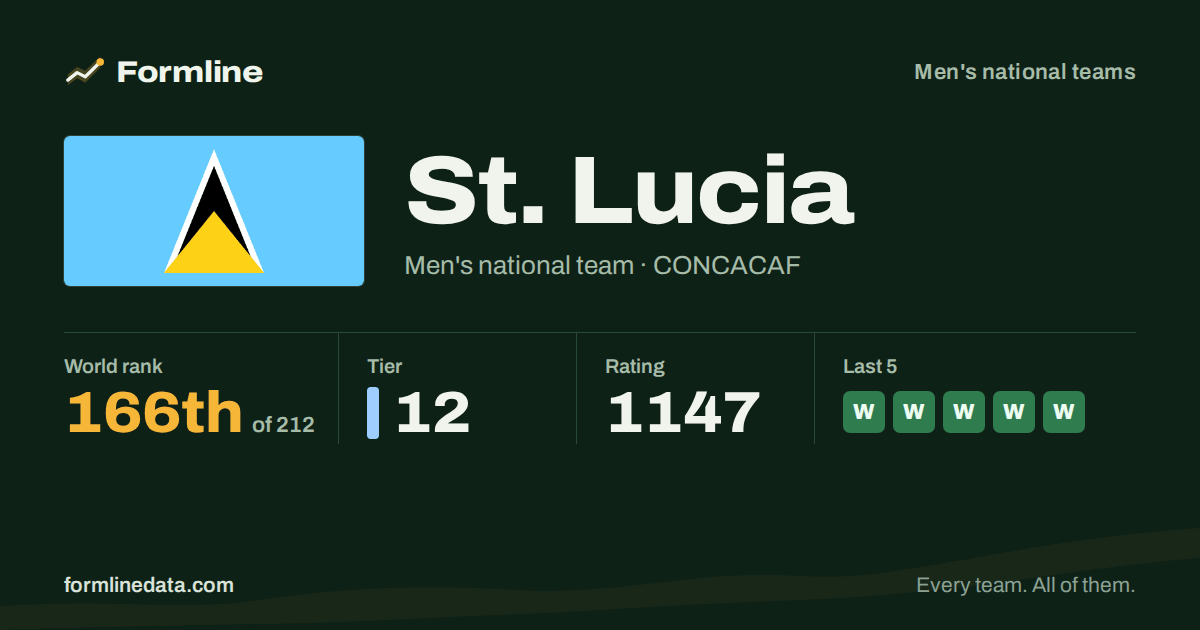 Formline
Men's national teams
St. Lucia
Men's national team · CONCACAF
World rank
166th of 212
Tier
12
Rating
1147
Last 5
W W W W W
formlinedata.com
Every team. All of them.